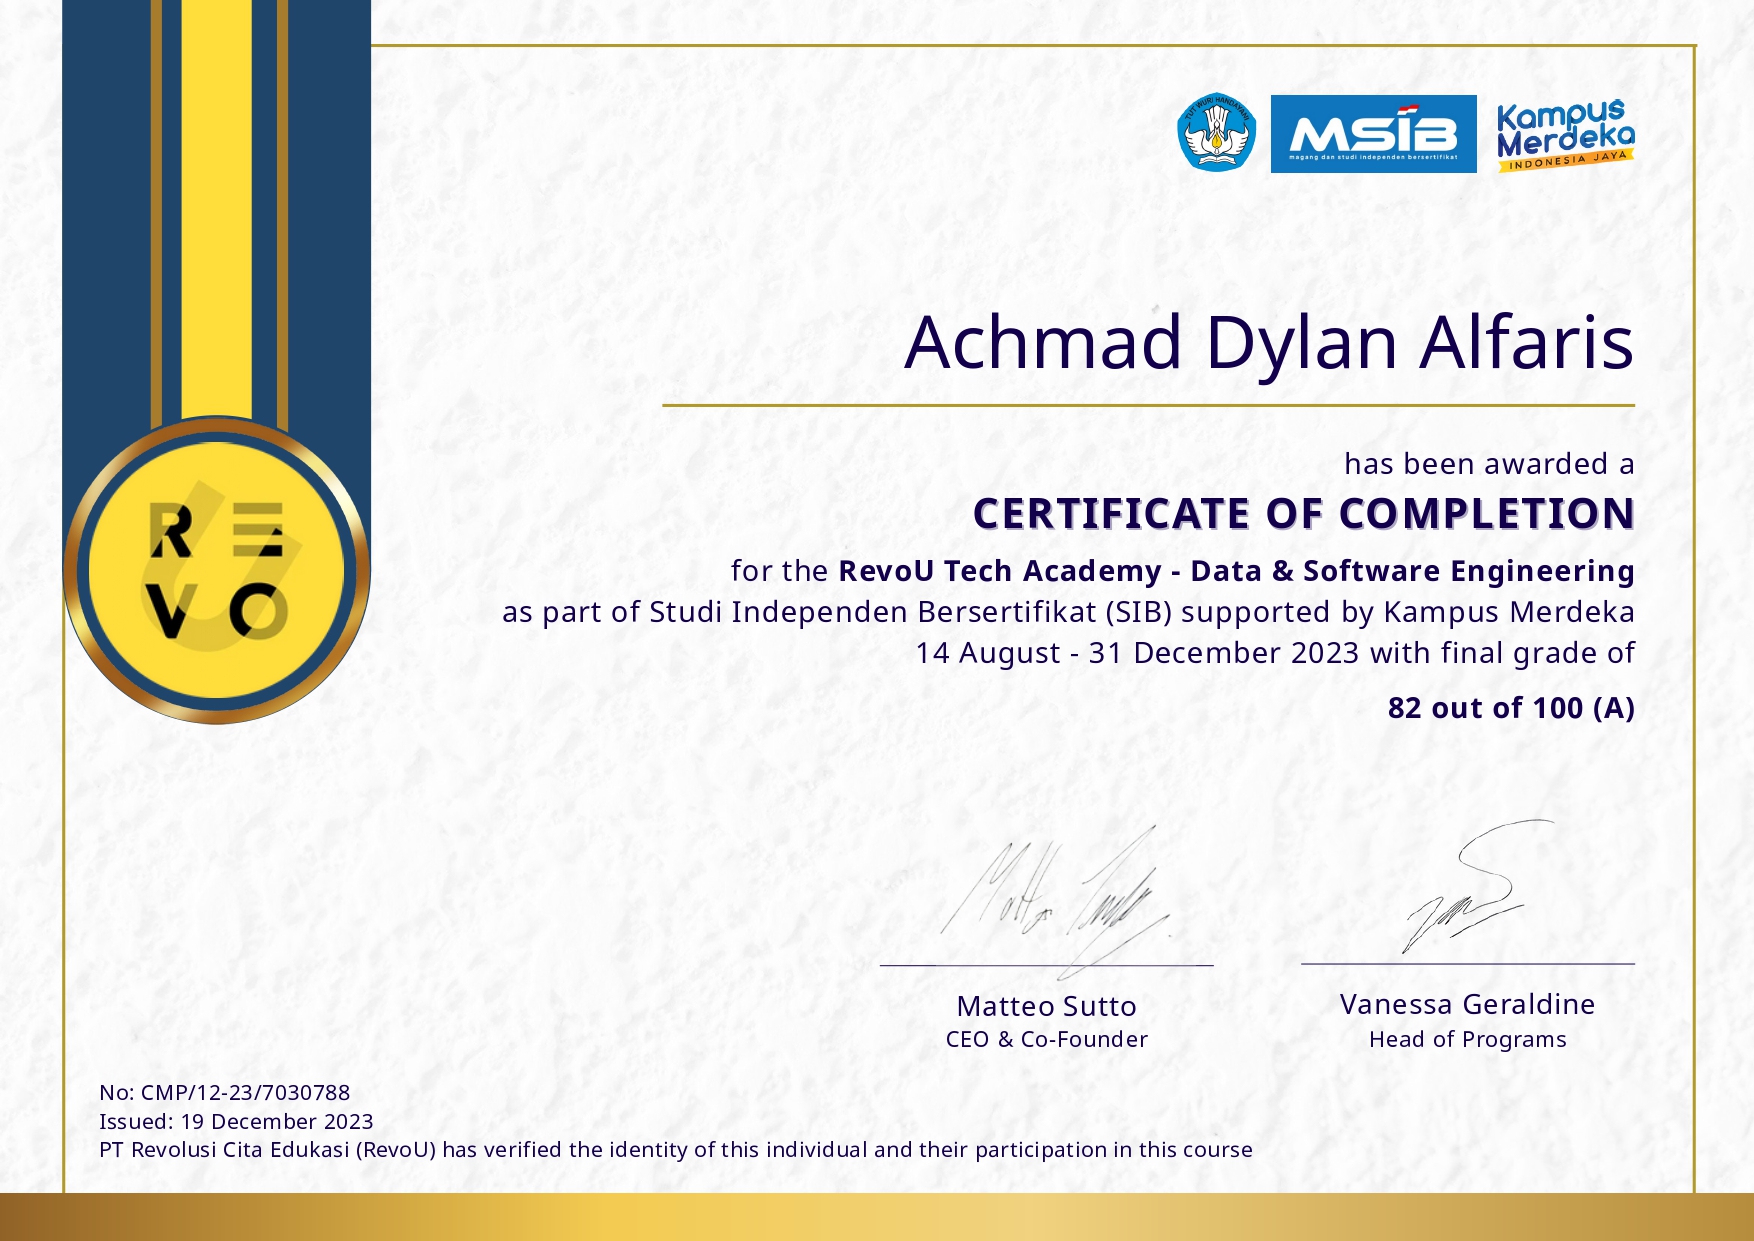 TUT WURI HANDAYANI
MSIB
magang dan studi independen bersertifikat
Kampus
Merdeka
INDONESIA JAYA
Achmad Dylan Alfaris
has been awarded a
CERTIFICATE OF COMPLETION
for the RevoU Tech Academy - Data & Software Engineering
as part of Studi Independen Bersertifikat (SIB) supported by Kampus Merdeka
14 August - 31 December 2023 with final grade of
82 out of 100 (A)
RE
VO
Matteo Sutto
CEO & Co-Founder
Vanessa Geraldine
Head of Programs
No: CMP/12-23/7030788
Issued: 19 December 2023
PT Revolusi Cita Edukasi (RevoU) has verified the identity of this individual and their participation in this course